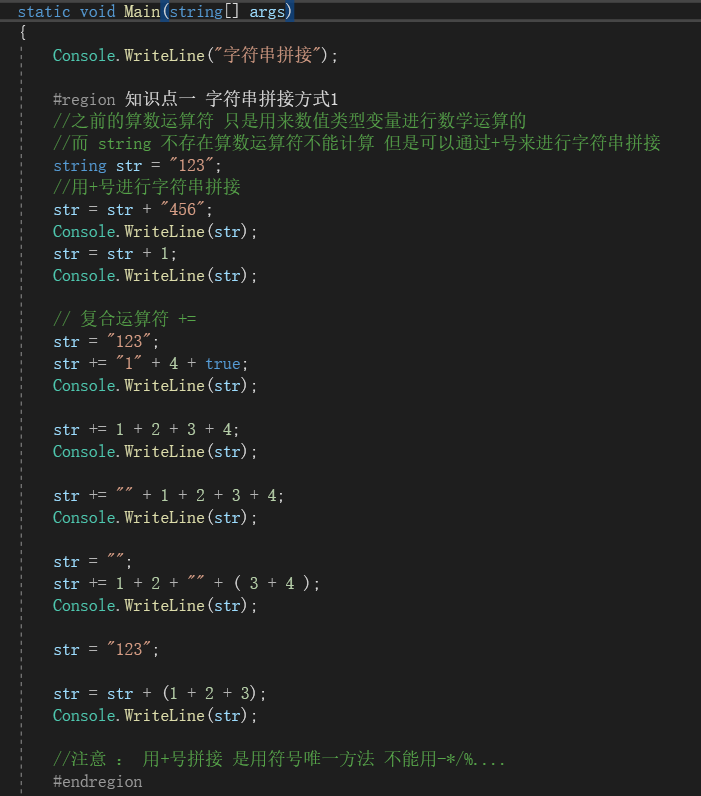 static void Main(string[] args)
{
Console.WriteLine("字符串拼接");
#region 知识点一 字符串拼接方式1
//之前的算数运算符 只是用来数值类型变量进行数学运算的
//而 string 不存在算数运算符不能计算 但是可以通过+号来进行字符串拼接
string str = "123";
//用+号进行字符串拼接
str = str + "456";
Console.WriteLine(str);
str = str + 1;
Console.WriteLine(str);
// 复合运算符 +=
str = "123";
str += "1" + 4 + true;
Console.WriteLine(str);
str += 1 + 2 + 3 + 4;
Console.WriteLine(str);
str += "" + 1 + 2 + 3 + 4;
Console.WriteLine(str);
str = "";
str += 1 + 2 + "" + ( 3 + 4 );
Console.WriteLine(str);
str = "123";
str = str + (1 + 2 + 3);
Console.WriteLine(str);
//注意 : 用+号拼接 是用符号唯一方法 不能用-*/%....
#endregion